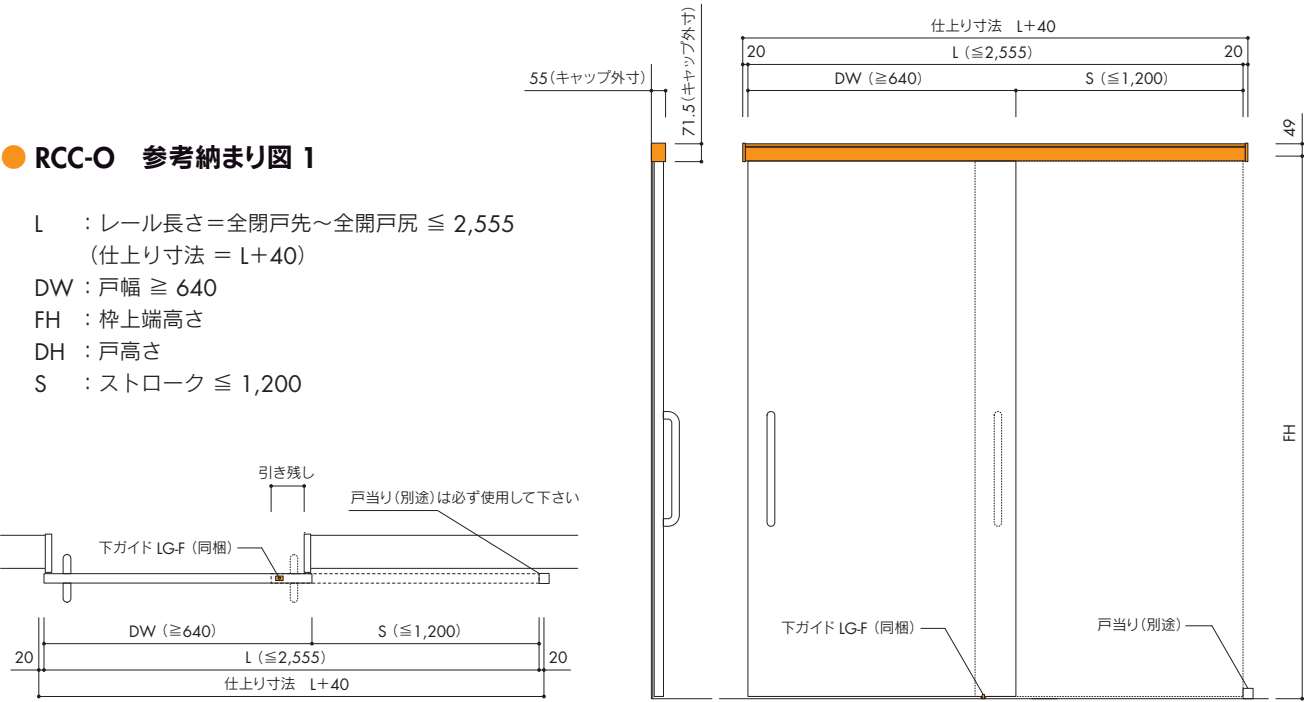 RCC-O 参考納まり図 1
L ：レール長さ＝全閉戸先～全開戸尻 ≦ 2,555
（仕上り寸法 ＝ L＋40）
DW ：戸幅 ≧ 640
FH ：枠上端高さ
DH ：戸高さ
S ：ストローク ≦ 1,200
引き残し
戸当り（別途）は必ず使用して下さい
下ガイド LG-F（同梱）
DW（≧640） S（≦1,200）
20 L（≦2,555） 20
仕上り寸法 L＋40
55（キャップ外寸）
71.5（キャップ外寸）
仕上り寸法 L＋40
20 L（≦2,555） 20
DW（≧640） S（≦1,200）
49
FH
下ガイド LG-F（同梱）
戸当り（別途）